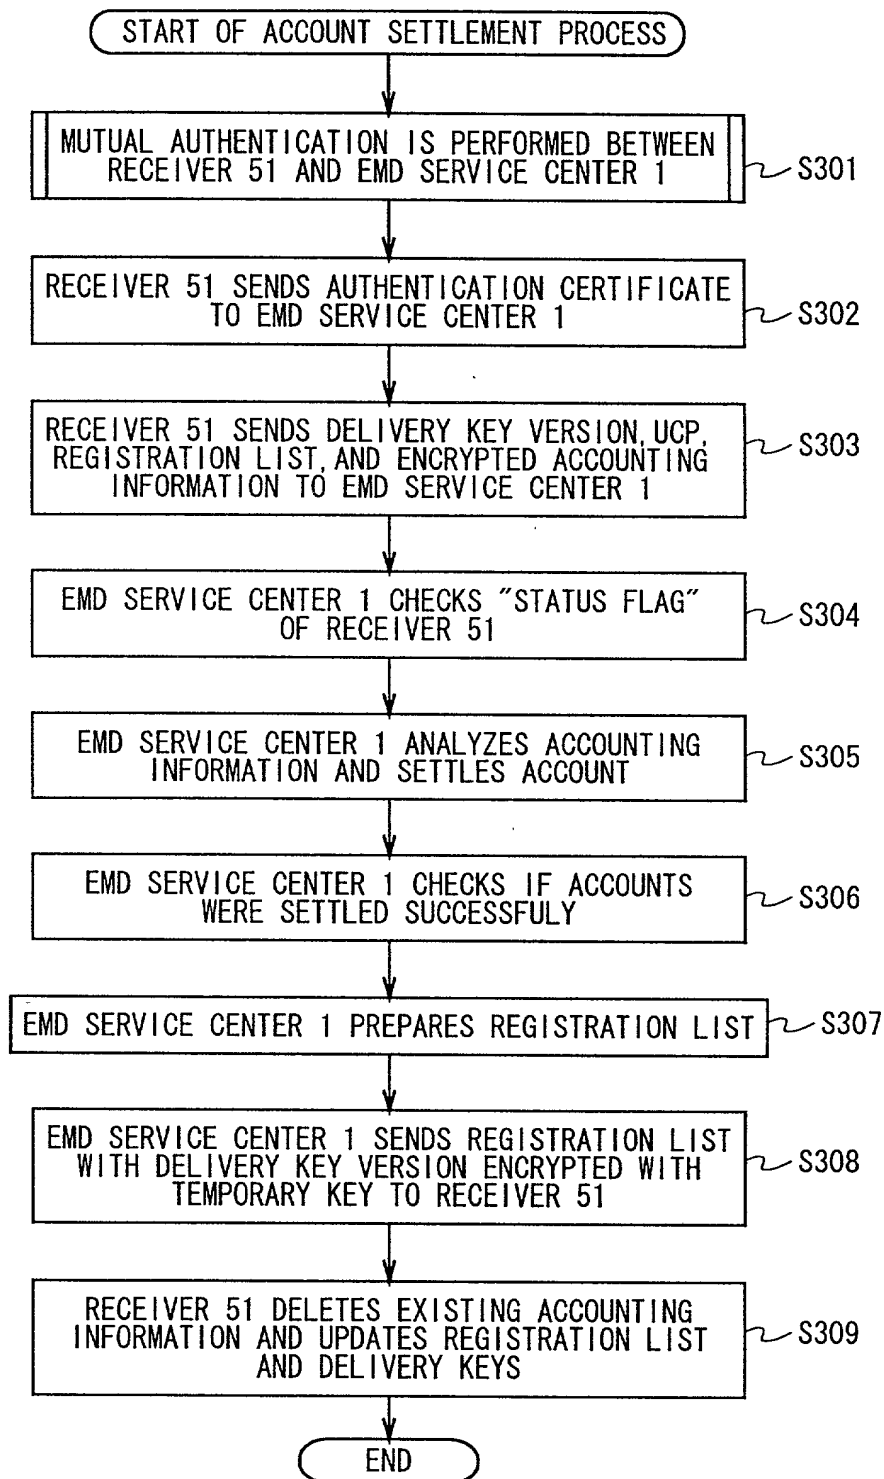 START OF ACCOUNT SETTLEMENT PROCESS
MUTUAL AUTHENTICATION IS PERFORMED BETWEEN
RECEIVER 51 AND EMD SERVICE CENTER 1
S301
RECEIVER 51 SENDS AUTHENTICATION CERTIFICATE
TO EMD SERVICE CENTER 1
S302
RECEIVER 51 SENDS DELIVERY KEY VERSION, UCP,
REGISTRATION LIST, AND ENCRYPTED ACCOUNTING
INFORMATION TO EMD SERVICE CENTER 1
S303
EMD SERVICE CENTER 1 CHECKS "STATUS FLAG"
OF RECEIVER 51
S304
EMD SERVICE CENTER 1 ANALYZES ACCOUNTING
INFORMATION AND SETTLES ACCOUNT
S305
EMD SERVICE CENTER 1 CHECKS IF ACCOUNTS
WERE SETTLED SUCCESSFULY
S306
EMD SERVICE CENTER 1 PREPARES REGISTRATION LIST
S307
EMD SERVICE CENTER 1 SENDS REGISTRATION LIST
WITH DELIVERY KEY VERSION ENCRYPTED WITH
TEMPORARY KEY TO RECEIVER 51
S308
RECEIVER 51 DELETES EXISTING ACCOUNTING
INFORMATION AND UPDATES REGISTRATION LIST
AND DELIVERY KEYS
S309
END